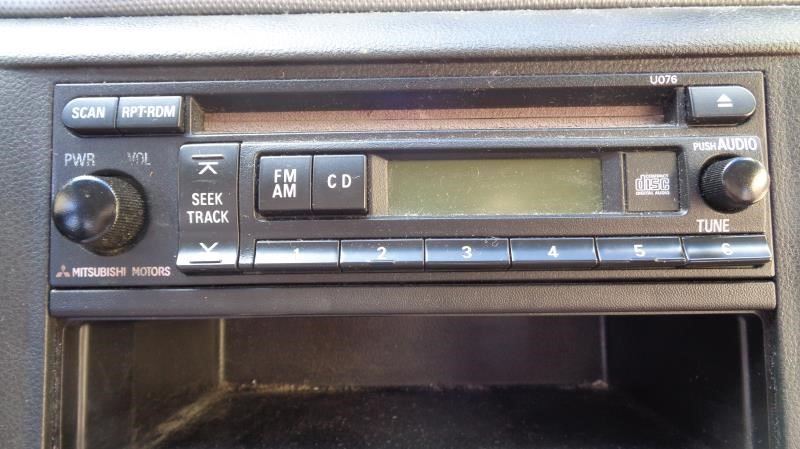 U076
SCAN RPT·RDM
PWR VOL
SEEK
TRACK
FM
AM
CD
COMPACT
disc
DIGITAL AUDIO
PUSH AUDIO
TUNE
1 2 3 4 5 6
MITSUBISHI MOTORS